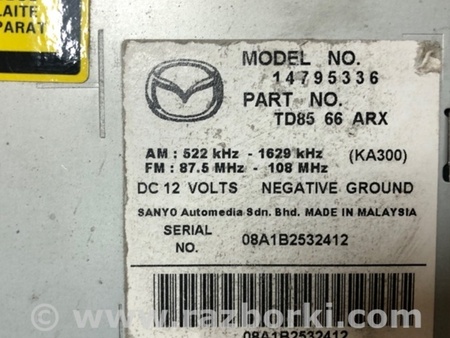 LAITE
PARAT
MODEL NO.
14795336
PART NO.
TD85 66 ARX
AM : 522 kHz - 1629 kHz (KA300)
FM : 87.5 MHz - 108 MHz
DC 12 VOLTS NEGATIVE GROUND
SANYO Automedia Sdn. Bhd. MADE IN MALAYSIA
SERIAL NO. 08A1B2532412
08A1B2532412
www.razborki.com